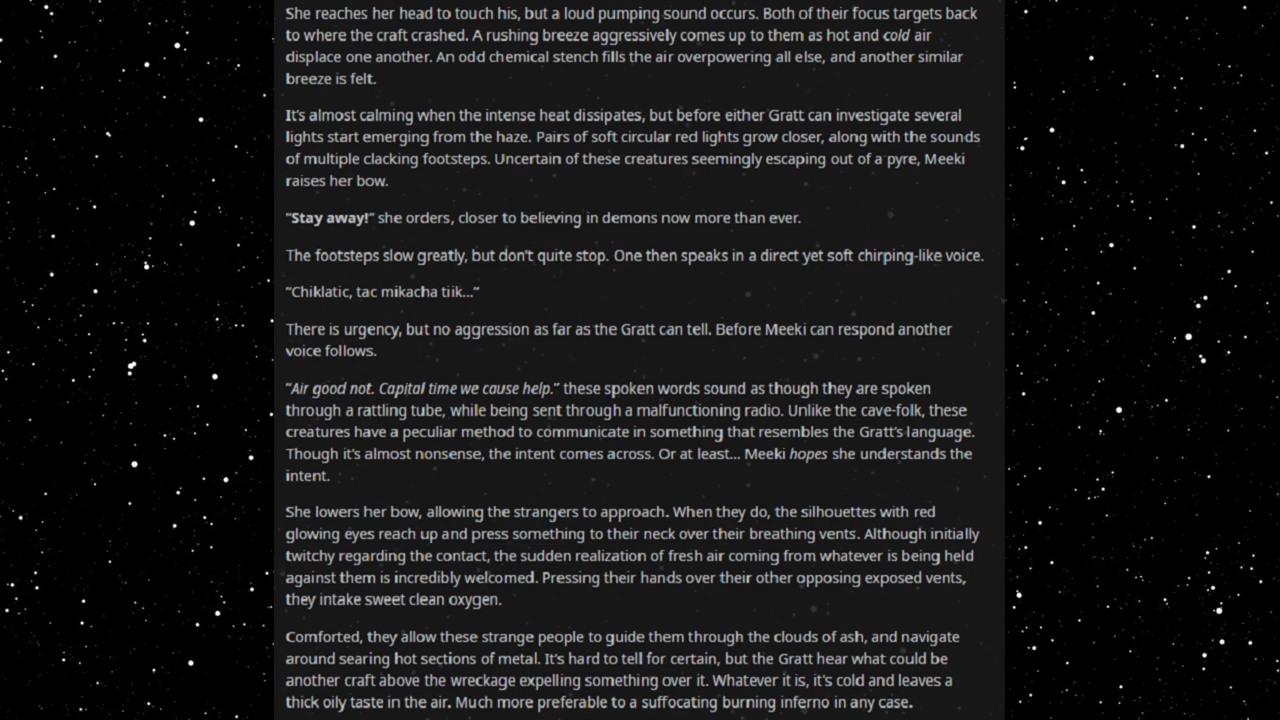 She reaches her head to touch his, but a loud pumping sound occurs. Both of their focus targets back
to where the craft crashed. A rushing breeze aggressively comes up to them as hot and cold air
displace one another. An odd chemical stench fills the air overpowering all else, and another similar
breeze is felt.
It's almost calming when the intense heat dissipates, but before either Gratt can investigate several
lights start emerging from the haze. Pairs of soft circular red lights grow closer, along with the sounds
of multiple clacking footsteps. Uncertain of these creatures seemingly escaping out of a pyre, Meeki
raises her bow.
“Stay away!” she orders, closer to believing in demons now more than ever.
The footsteps slow greatly, but don't quite stop. One then speaks in a direct yet soft chirping-like voice.
“Chiklatic, tac mikacha tiik...”
There is urgency, but no aggression as far as the Gratt can tell. Before Meeki can respond another
voice follows.
“Air good not. Capital time we cause help.” these spoken words sound as though they are spoken
through a rattling tube, while being sent through a malfunctioning radio. Unlike the cave-folk, these
creatures have a peculiar method to communicate in something that resembles the Gratt's language.
Though it's almost nonsense, the intent comes across. Or at least... Meeki hopes she understands the
intent.
She lowers her bow, allowing the strangers to approach. When they do, the silhouettes with red
glowing eyes reach up and press something to their neck over their breathing vents. Although initially
twitchy regarding the contact, the sudden realization of fresh air coming from whatever is being held
against them is incredibly welcomed. Pressing their hands over their other opposing exposed vents,
they intake sweet clean oxygen.
Comforted, they allow these strange people to guide them through the clouds of ash, and navigate
around searing hot sections of metal. It's hard to tell for certain, but the Gratt hear what could be
another craft above the wreckage expelling something over it. Whatever it is, it's cold and leaves a
thick oily taste in the air. Much more preferable to a suffocating burning inferno in any case.